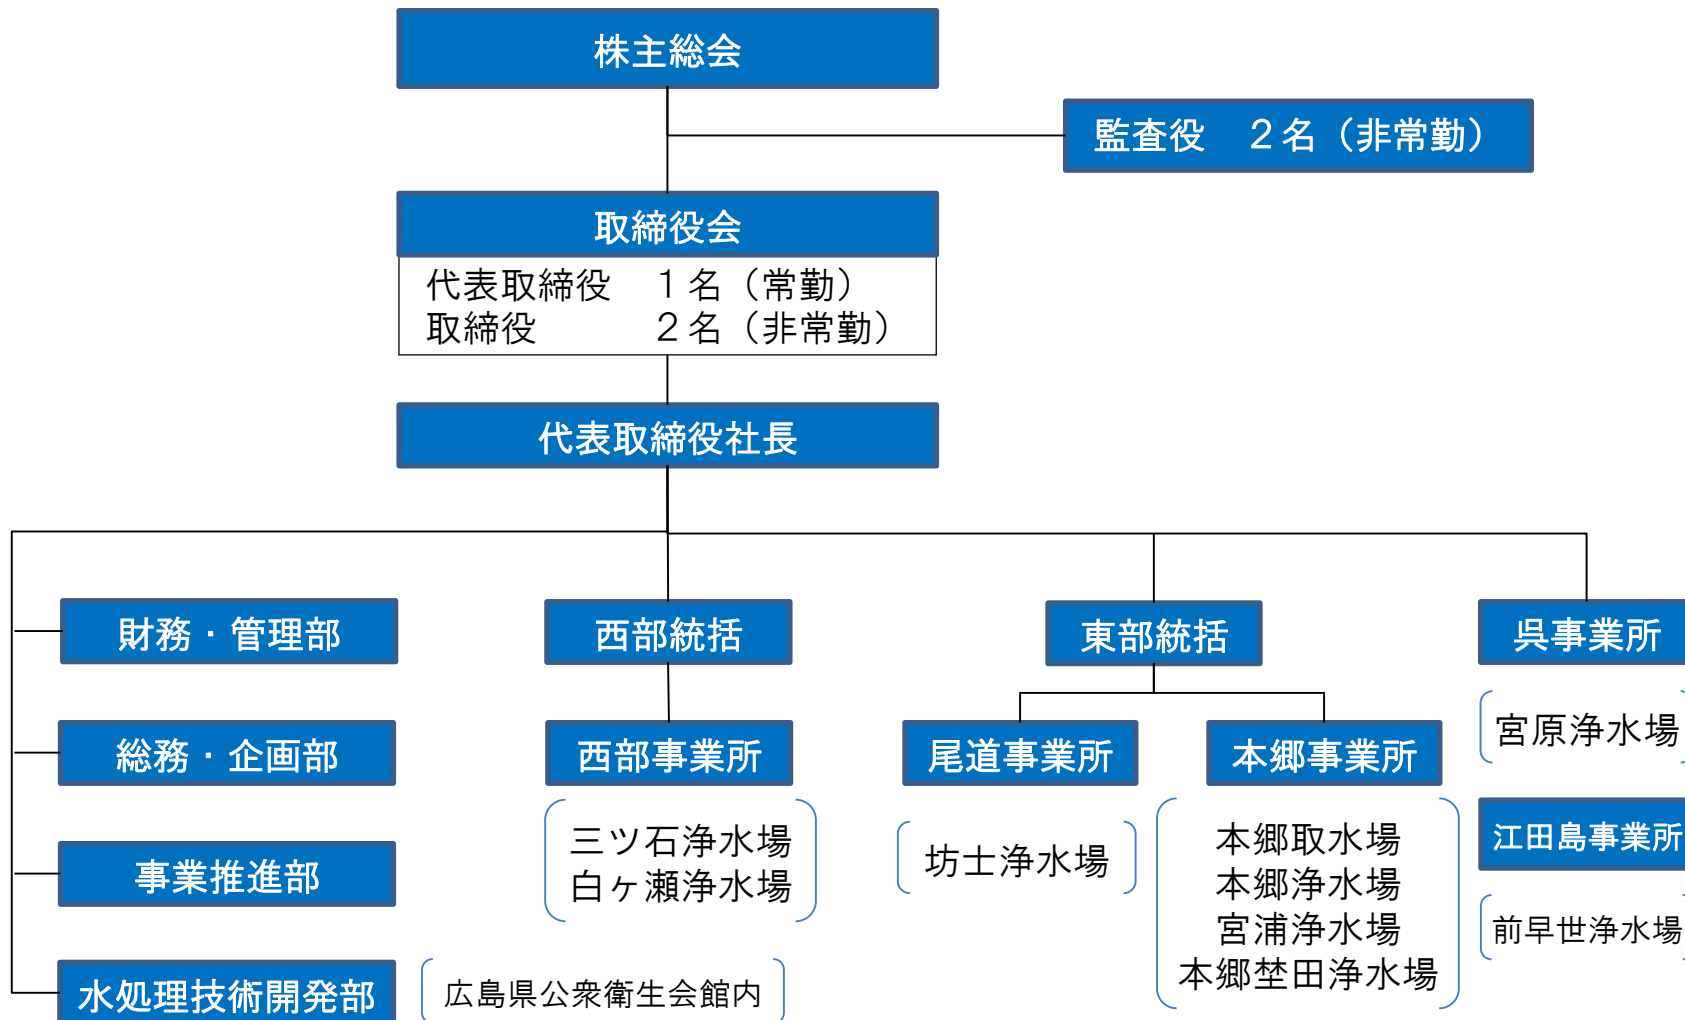 株主総会
監査役　２名（非常勤）
取締役会
代表取締役　１名（常勤）
取締役　　　２名（非常勤）
代表取締役社長
財務・管理部
西部統括
東部統括
呉事業所
宮原浄水場
総務・企画部
西部事業所
尾道事業所
本郷事業所
三ツ石浄水場
白ヶ瀬浄水場
坊士浄水場
本郷取水場
本郷浄水場
宮浦浄水場
本郷埜田浄水場
江田島事業所
前早世浄水場
事業推進部
水処理技術開発部
広島県公衆衛生会館内